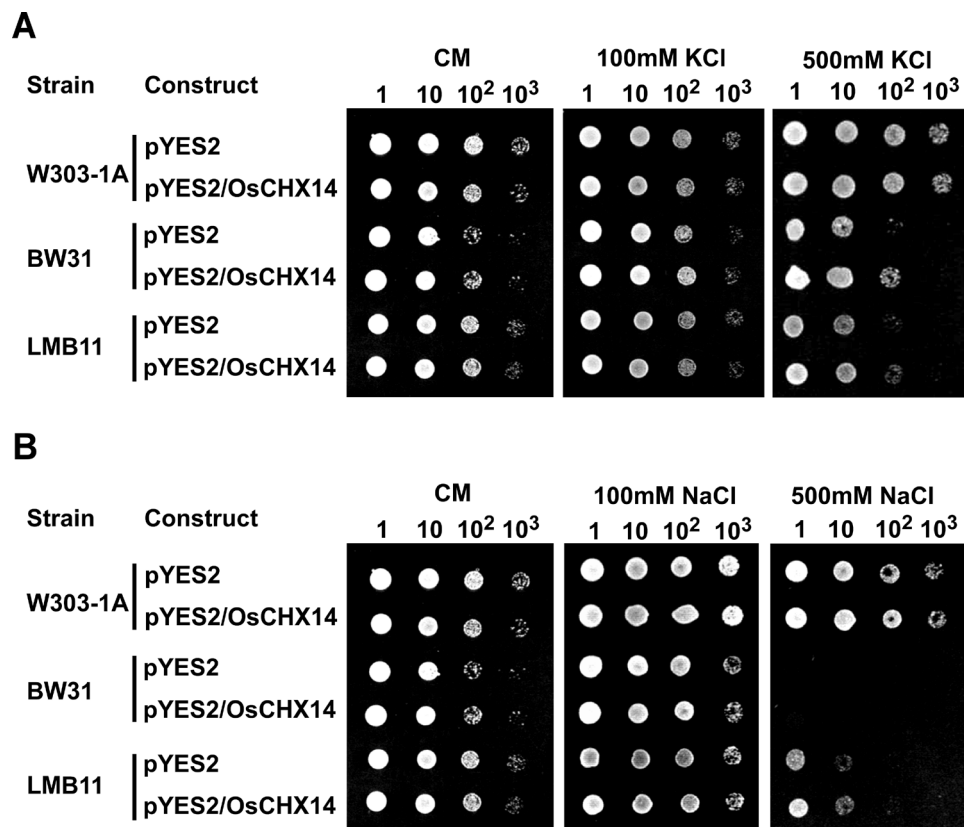 A
CM 100mM KCl 500mM KCl
Strain Construct 1 10 10² 10³ 1 10 10² 10³ 1 10 10² 10³
W303-1A pYES2
pYES2/OsCHX14
BW31 pYES2
pYES2/OsCHX14
LMB11 pYES2
pYES2/OsCHX14
B
CM 100mM NaCl 500mM NaCl
Strain Construct 1 10 10² 10³ 1 10 10² 10³ 1 10 10² 10³
W303-1A pYES2
pYES2/OsCHX14
BW31 pYES2
pYES2/OsCHX14
LMB11 pYES2
pYES2/OsCHX14